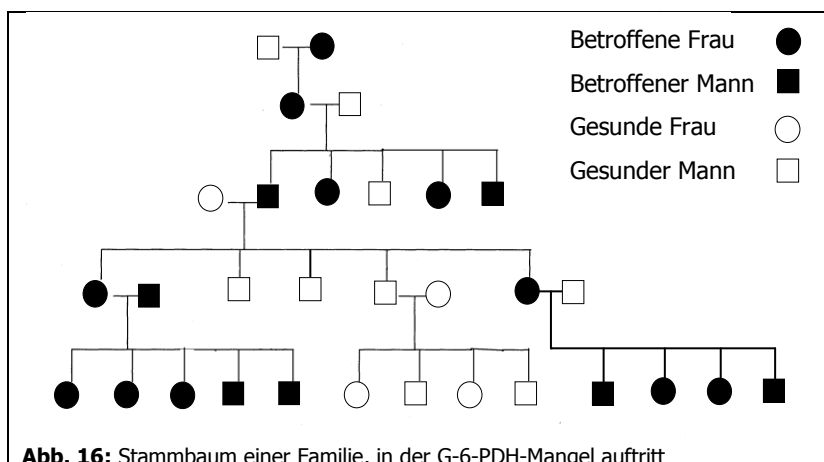 Betroffene Frau
Betroffener Mann
Gesunde Frau
Gesunder Mann
Abb. 16: Stammbaum einer Familie, in der G-6-PDH-Mangel auftritt